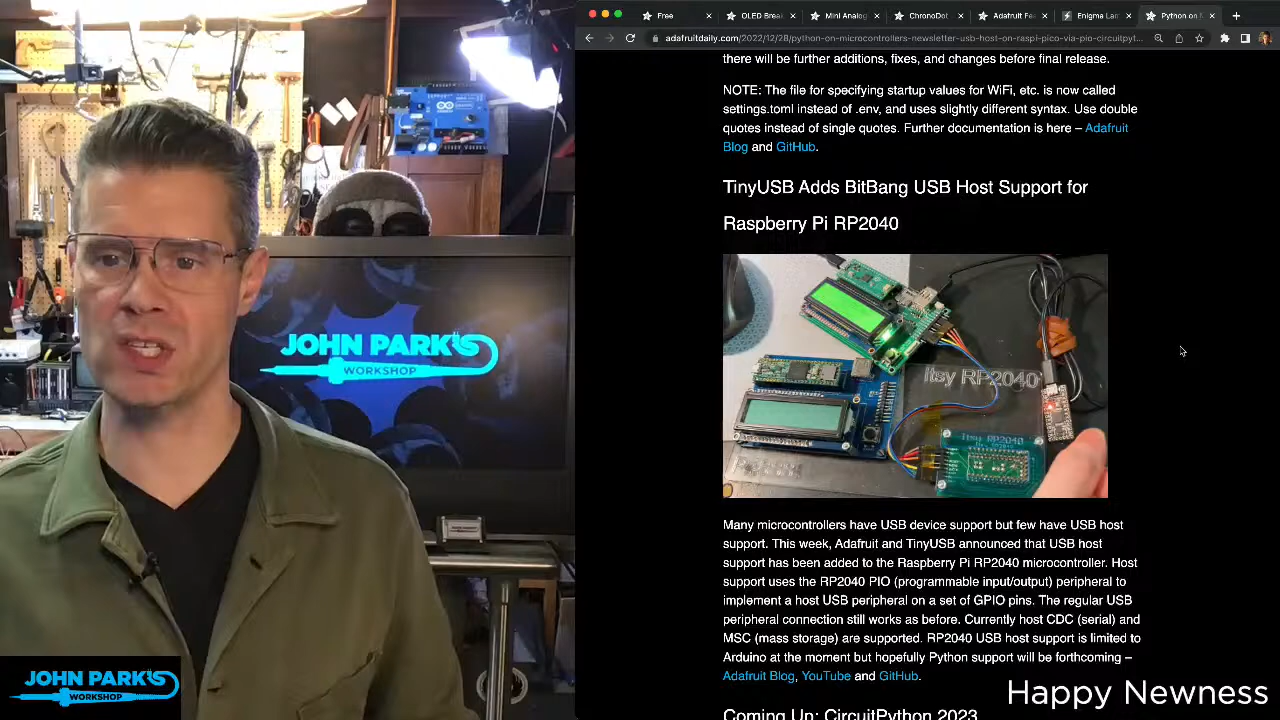 Free
Mini Analog
ChronoDot
Adafruit Fe
Enigma Lak
adafruitdaily.com/2022/12/28/python-on-microcontrollers-newsletter-usb-host-on-raspi-pico-via-pio-circuitpy
there will be further additions, fixes, and changes before final release.
NOTE: The file for specifying startup values for WiFi, etc. is now called
settings.toml instead of .env, and uses slightly different syntax. Use double
quotes instead of single quotes. Further documentation is here – Adafruit
Blog and GitHub.
TinyUSB Adds BitBang USB Host Support for
Raspberry Pi RP2040
Itsy RP2040
Itsy RP2040
Many microcontrollers have USB device support but few have USB host
support. This week, Adafruit and TinyUSB announced that USB host
support has been added to the Raspberry Pi RP2040 microcontroller. Host
support uses the RP2040 PIO (programmable input/output) peripheral to
implement a host USB peripheral on a set of GPIO pins. The regular USB
peripheral connection still works as before. Currently host CDC (serial) and
MSC (mass storage) are supported. RP2040 USB host support is limited to
Arduino at the moment but hopefully Python support will be forthcoming –
Adafruit Blog, YouTube and GitHub.
Coming Up: CircuitPython 2023
Happy Newness
JOHN PARK'S
WORKSHOP
JOHN PARK'S
WORKSHOP